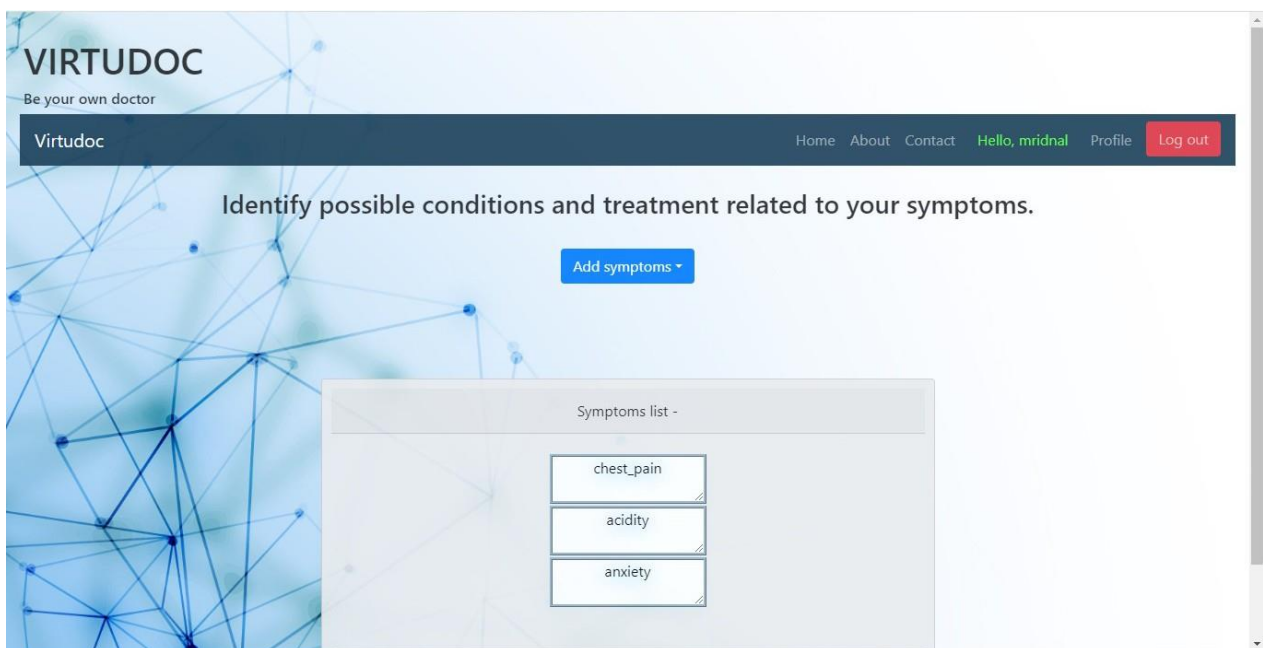 VIRTUDOC
Be your own doctor
Virtudoc Home About Contact Hello, mridnal Profile Log out
Identify possible conditions and treatment related to your symptoms.
Add symptoms
Symptoms list -
chest_pain
acidity
anxiety